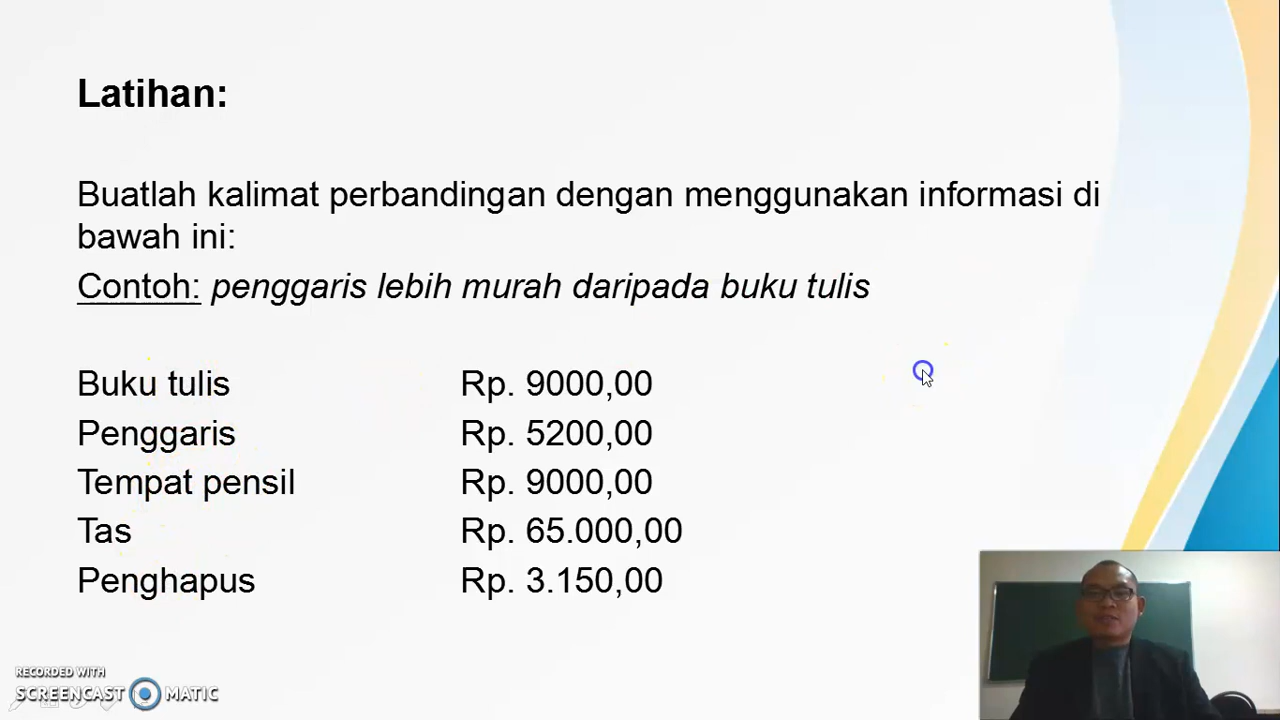 Latihan:
Buatlah kalimat perbandingan dengan menggunakan informasi di
bawah ini:
Contoh: penggaris lebih murah daripada buku tulis
Buku tulis Rp. 9000,00
Penggaris Rp. 5200,00
Tempat pensil Rp. 9000,00
Tas Rp. 65.000,00
Penghapus Rp. 3.150,00
RECORDED WITH
SCREENCAST MATIC